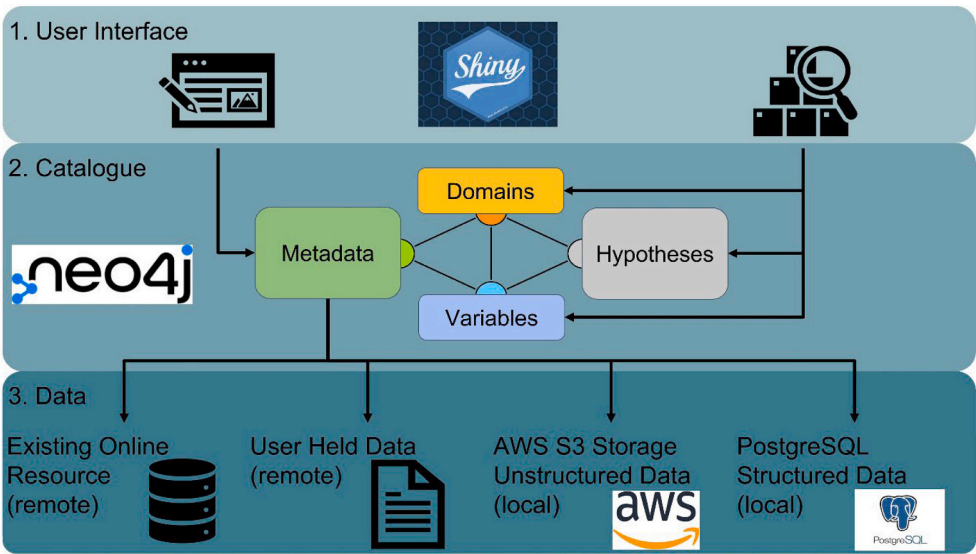 1. User Interface
Shiny
2. Catalogue
Domains
neo4j
Metadata
Hypotheses
Variables
3. Data
Existing Online
Resource
(remote)
User Held Data
(remote)
AWS S3 Storage
Unstructured Data
(local)
aws
PostgreSQL
Structured Data
(local)
PostgreSQL